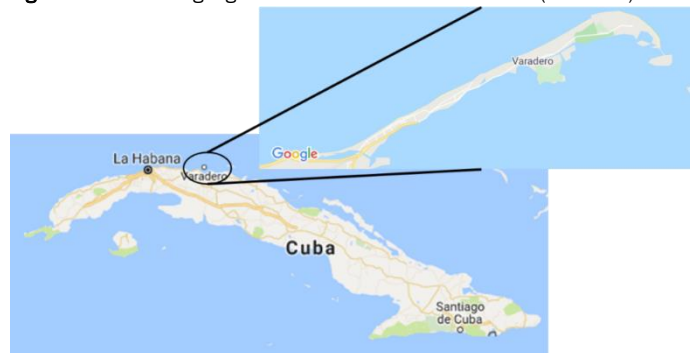 Varadero
Google
La Habana
Varadero
Cuba
Santiago
de Cuba